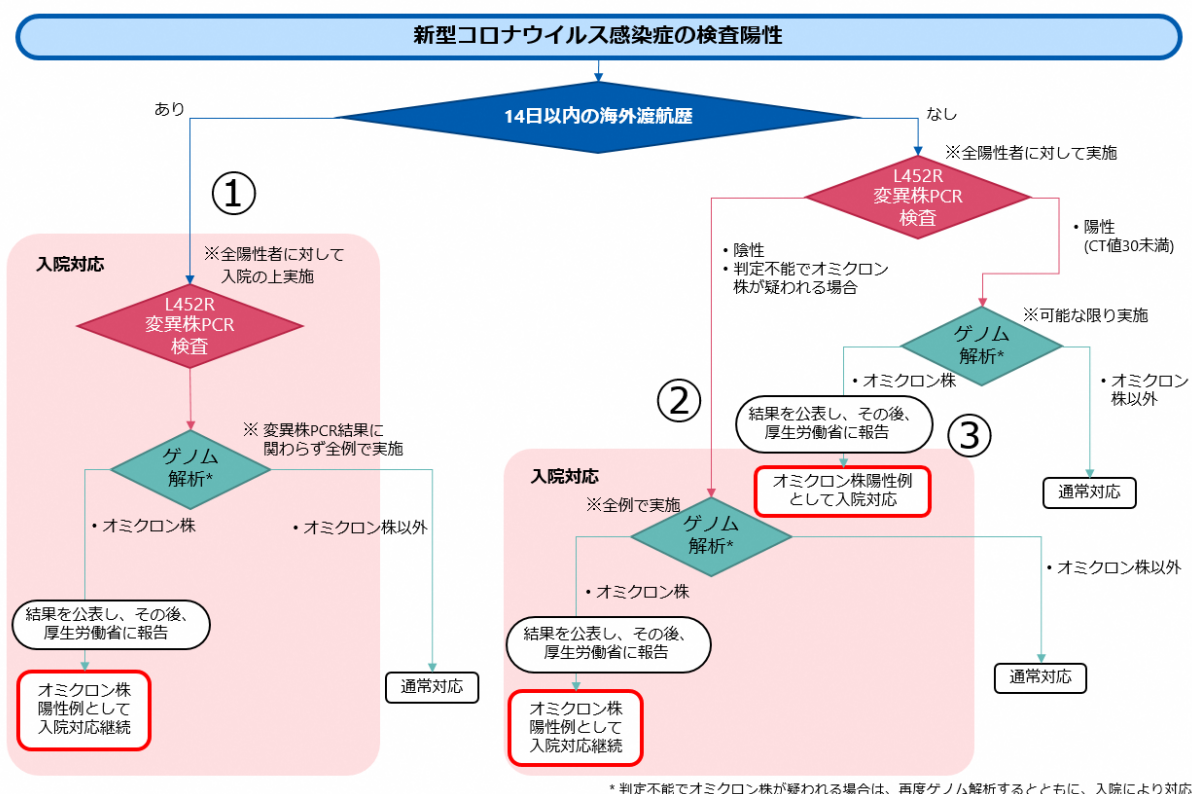 新型コロナウイルス感染症の検査陽性
14日以内の海外渡航歴
あり
なし
①
入院対応
※全陽性者に対して
入院の上実施
L452R
変異株PCR
検査
※ 変異株PCR結果に
関わらず全例で実施
ゲノム
解析*
・オミクロン株
・オミクロン株以外
結果を公表し、その後、
厚生労働省に報告
オミクロン株
陽性例として
入院対応継続
通常対応
※全陽性者に対して実施
L452R
変異株PCR
検査
・陰性
・判定不能でオミクロン
株が疑われる場合
・陽性
(CT値30未満)
※可能な限り実施
ゲノム
解析*
・オミクロン株
・オミクロン
株以外
②
結果を公表し、その後、
厚生労働省に報告
③
オミクロン株陽性例
として入院対応
通常対応
入院対応
※全例で実施
ゲノム
解析*
・オミクロン株
・オミクロン株以外
結果を公表し、その後、
厚生労働省に報告
オミクロン株
陽性例として
入院対応継続
通常対応
* 判定不能でオミクロン株が疑われる場合は、再度ゲノム解析するとともに、入院により対応